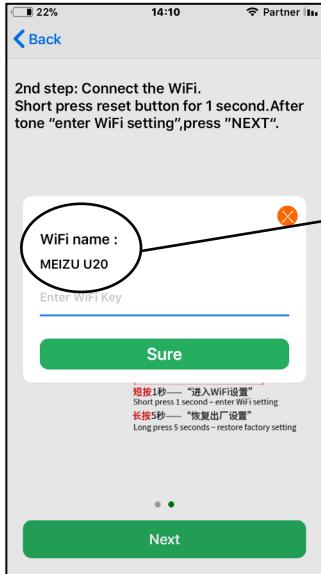 22%
14:10
Partner
Back
2nd step: Connect the WiFi.
Short press reset button for 1 second.After
tone “enter WiFi setting”,press ”NEXT“.
WiFi name :
MEIZU U20
Enter WiFi Key
Sure
短按1秒—— “进入WiFi设置”
Short press 1 second – enter WiFi setting
长按5秒—— “恢复出厂设置”
Long press 5 seconds – restore factory setting
Next